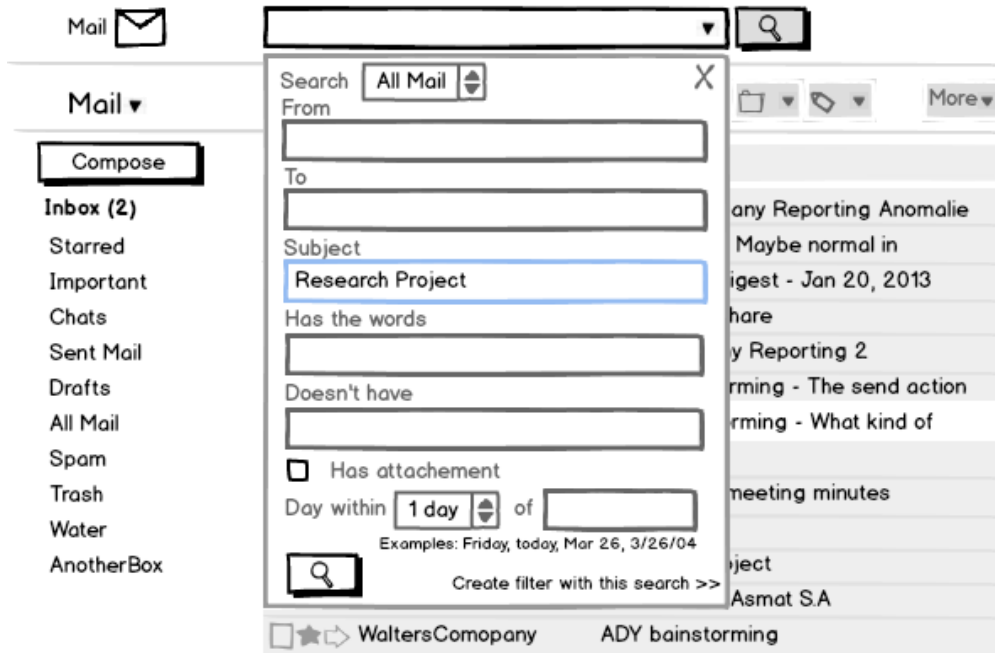 Mail
Search All Mail X
From
Mail
More
Compose
To
Inbox (2)
any Reporting Anomalie
Starred
Subject
Maybe normal in
Important
Research Project
igest - Jan 20, 2013
Chats
Has the words
hare
Sent Mail
y Reporting 2
Drafts
Doesn't have
rming - The send action
All Mail
rming - What kind of
Spam
Has attachement
Trash
Day within 1 day of
meeting minutes
Water
Examples: Friday, today, Mar 26, 3/26/04
AnotherBox
Create filter with this search >>
ject
Asmat S.A
WaltersComopany ADY bainstorming